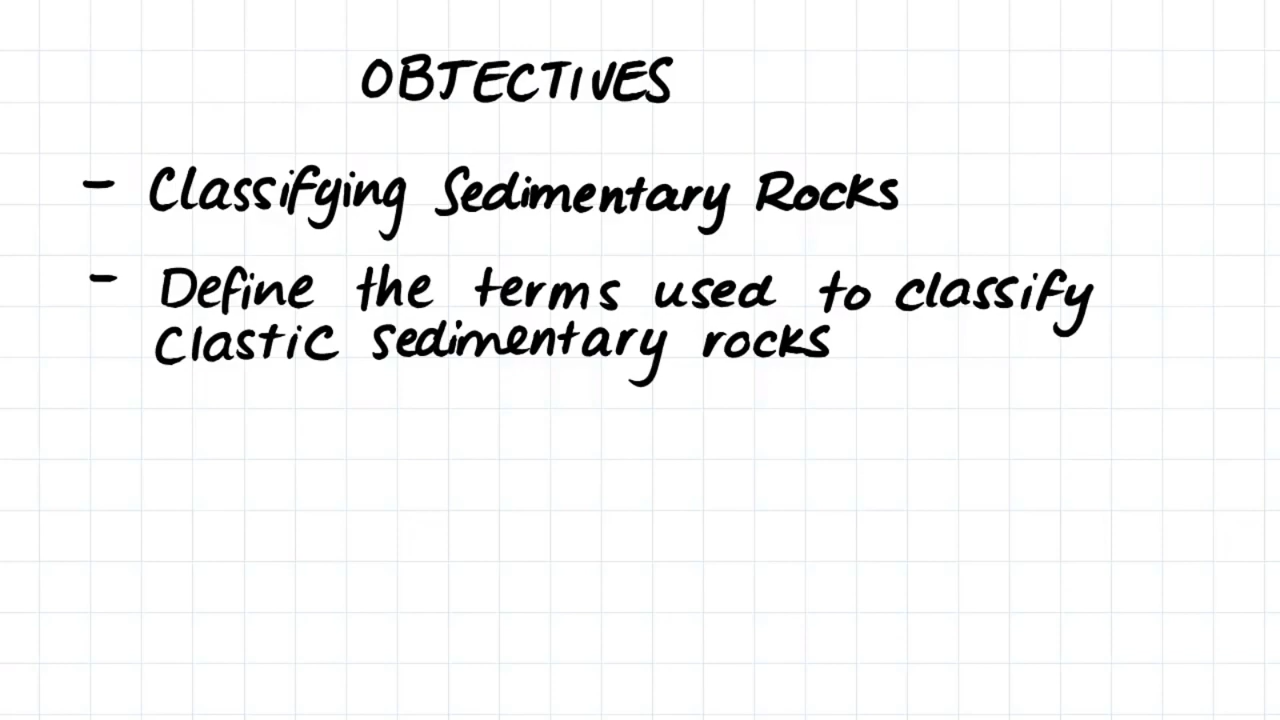 OBJECTIVES
- Classifying Sedimentary Rocks
- Define the terms used to classify
Clastic sedimentary rocks